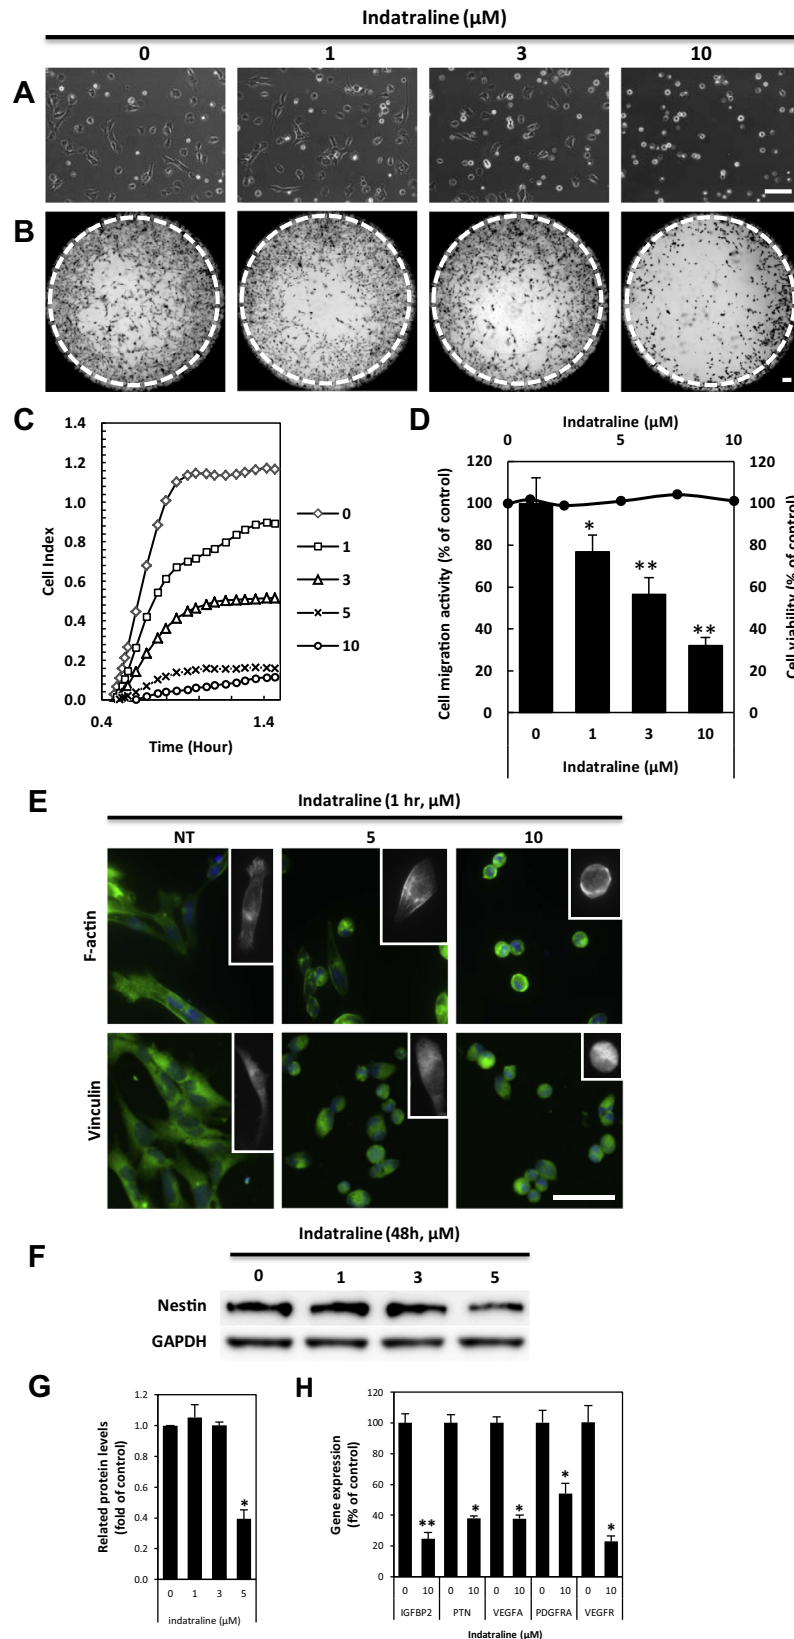 Indatraline (μM)
0 1 3 10
A
B
C
D
1.4
1.2
1.0
0.8
0.6
0.4
0.2
0.0
Cell Index
0.4 1.4
Time (Hour)
0
1
3
5
10
Indatraline (μM)
0 5 10
120
100
80
60
40
20
0
Cell migration activity (% of control)
*
**
**
120
100
80
60
40
20
0
Cell viability (% of control)
0 1 3 10
Indatraline (μM)
E
Indatraline (1 hr, μM)
NT 5 10
F-actin
Vinculin
F
Indatraline (48h, μM)
0 1 3 5
Nestin
GAPDH
G
1.2
1.0
0.8
0.6
0.4
0.2
0.0
Related protein levels
(fold of control)
*
0 1 3 5
indatraline (μM)
H
120
100
80
60
40
20
0
Gene expression
(f% of control)
** * * * *
0 10 0 10 0 10 0 10 0 10
IGFBP2 PTN VEGFA PDGFRA VEGFR
Indatraline (μM)